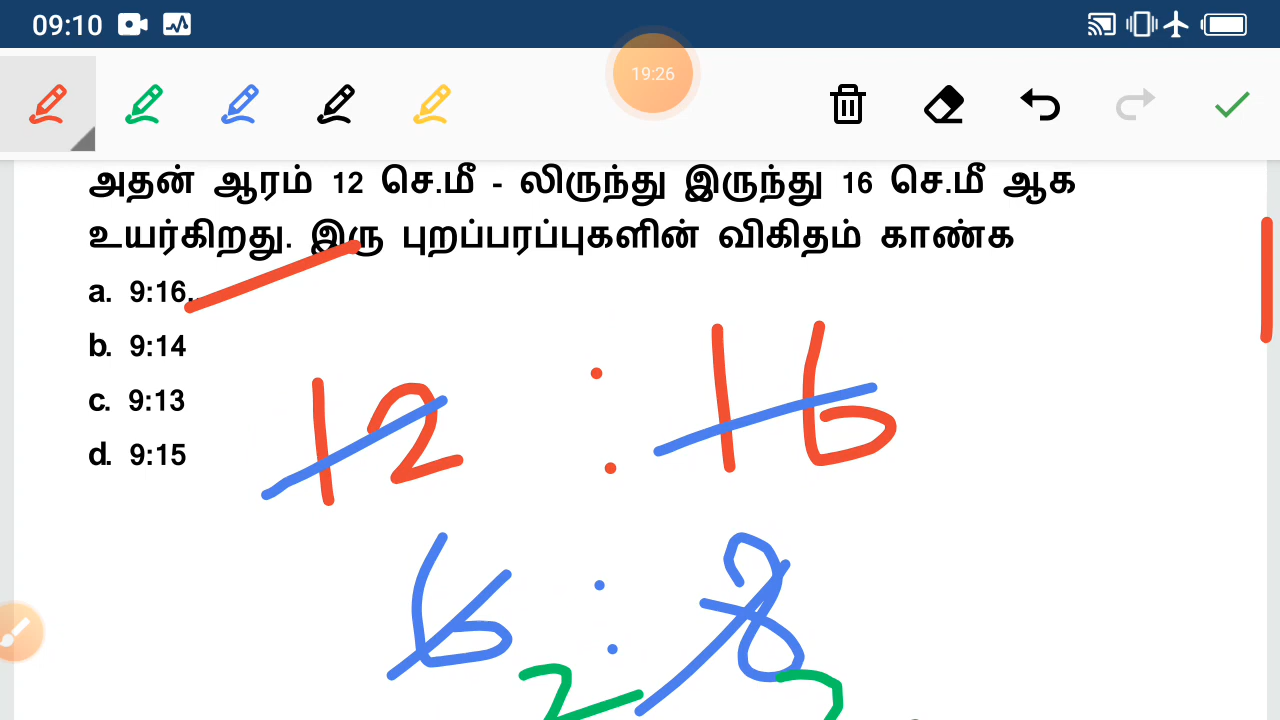 09:10
19:26
அதன் ஆரம் 12 செ.மீ - லிருந்து இருந்து 16 செ.மீ ஆக
உயர்கிறது. இரு புறப்பரப்புகளின் விகிதம் காண்க
a. 9:16.
b. 9:14
c. 9:13
d. 9:15
12 : 16
6 : 8